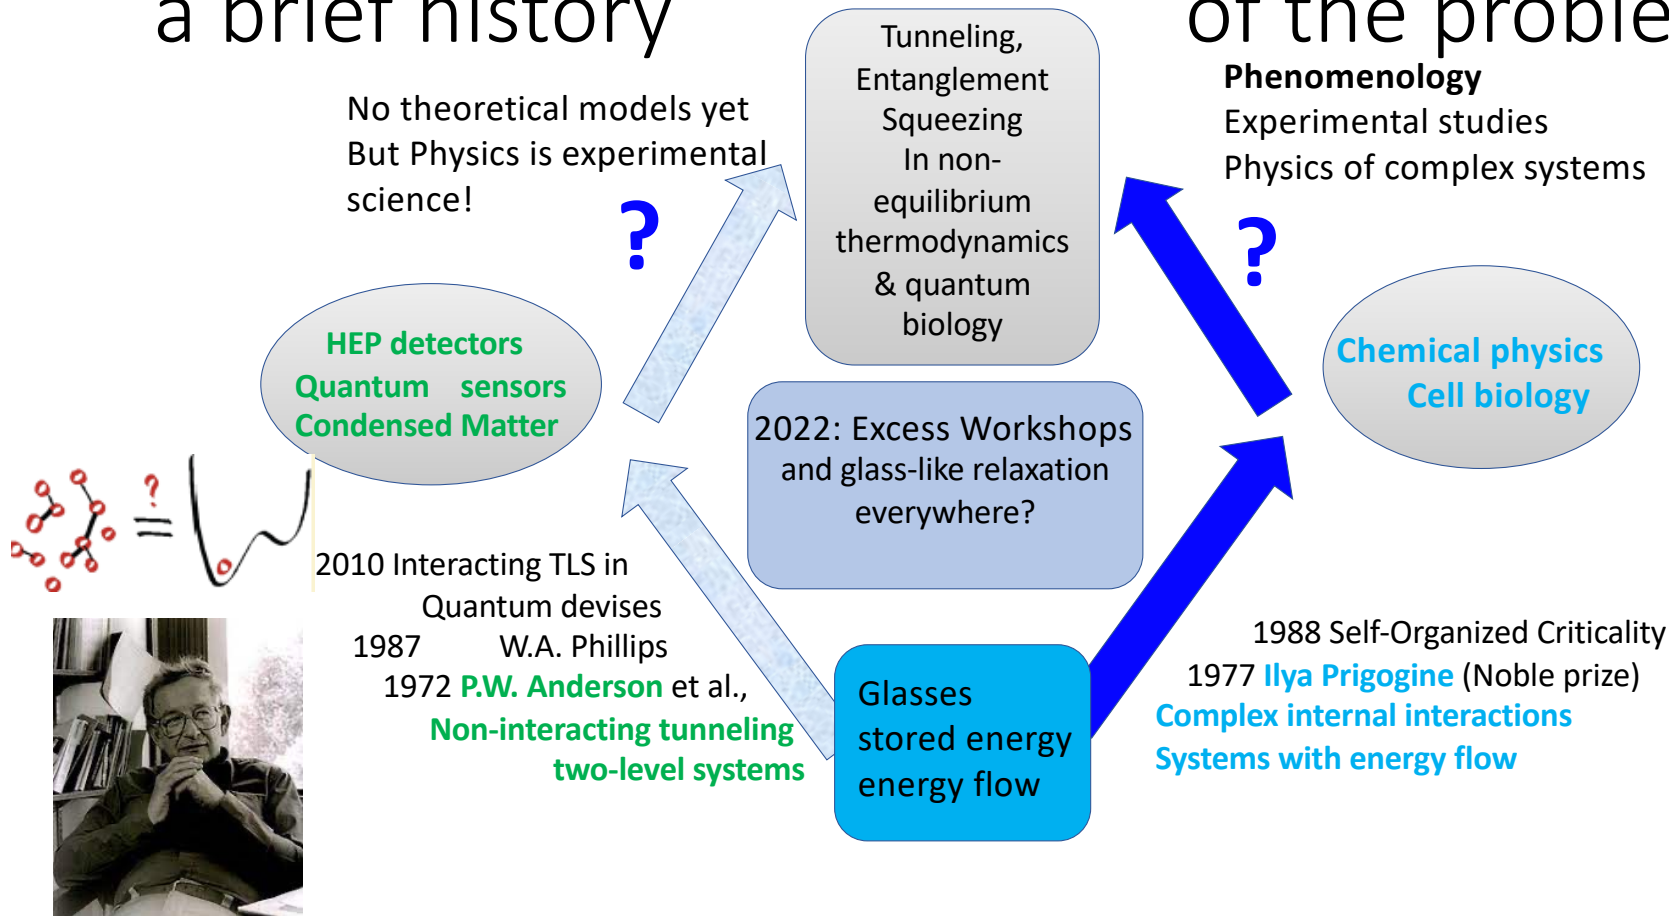 a brief history
of the proble
No theoretical models yet
But Physics is experimental
science!
?
Tunneling,
Entanglement
Squeezing
In non-
equilibrium
thermodynamics
& quantum
biology
Phenomenology
Experimental studies
Physics of complex systems
?
HEP detectors
Quantum sensors
Condensed Matter
Chemical physics
Cell biology
2022: Excess Workshops
and glass-like relaxation
everywhere?
?
=
2010 Interacting TLS in
Quantum devises
1987 W.A. Phillips
1972 P.W. Anderson et al.,
Non-interacting tunneling
two-level systems
Glasses
stored energy
energy flow
1988 Self-Organized Criticality
1977 Ilya Prigogine (Noble prize)
Complex internal interactions
Systems with energy flow